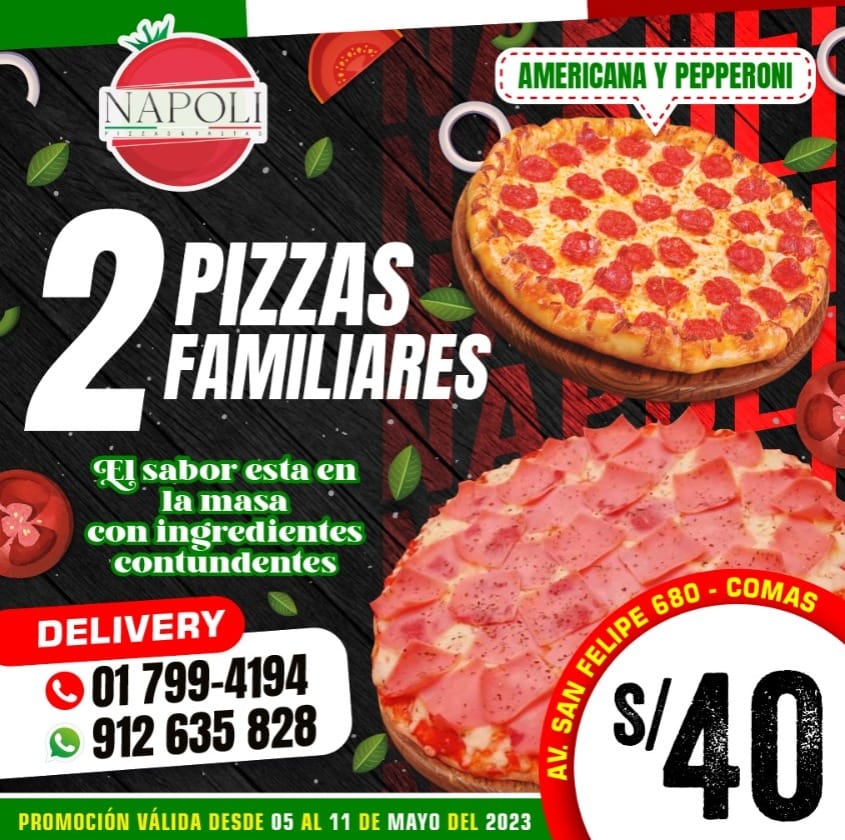 NAPOLI
PIZZAS & PASTAS
AMERICANA Y PEPPERONI
2 PIZZAS
FAMILIARES
El sabor esta en
la masa
con ingredientes
contundentes
DELIVERY
01 799-4194
912 635 828
AV. SAN FELIPE 680 - COMAS
S/40
PROMOCIÓN VÁLIDA DESDE 05 AL 11 DE MAYO DEL 2023
NAPOLI
NAPOLI